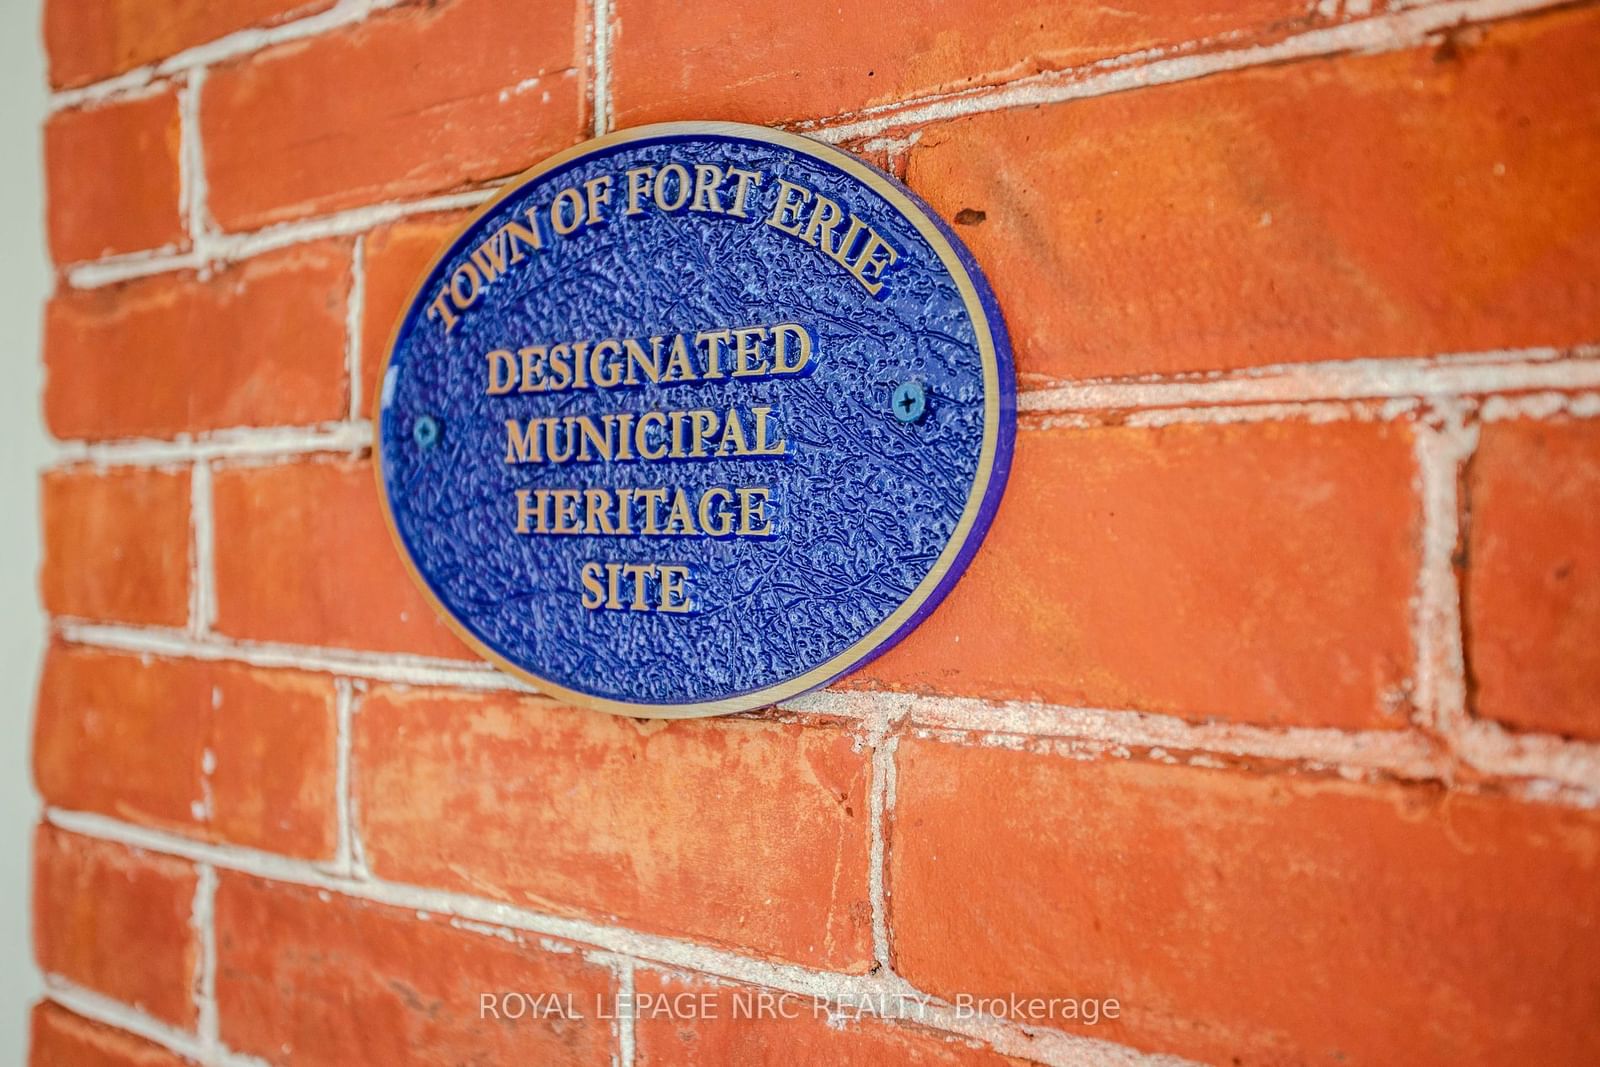 TOWN OF FORT ERIE
DESIGNATED
MUNICIPAL
HERITAGE
SITE
ROYAL LEPAGE NRC REALTY, Brokerage